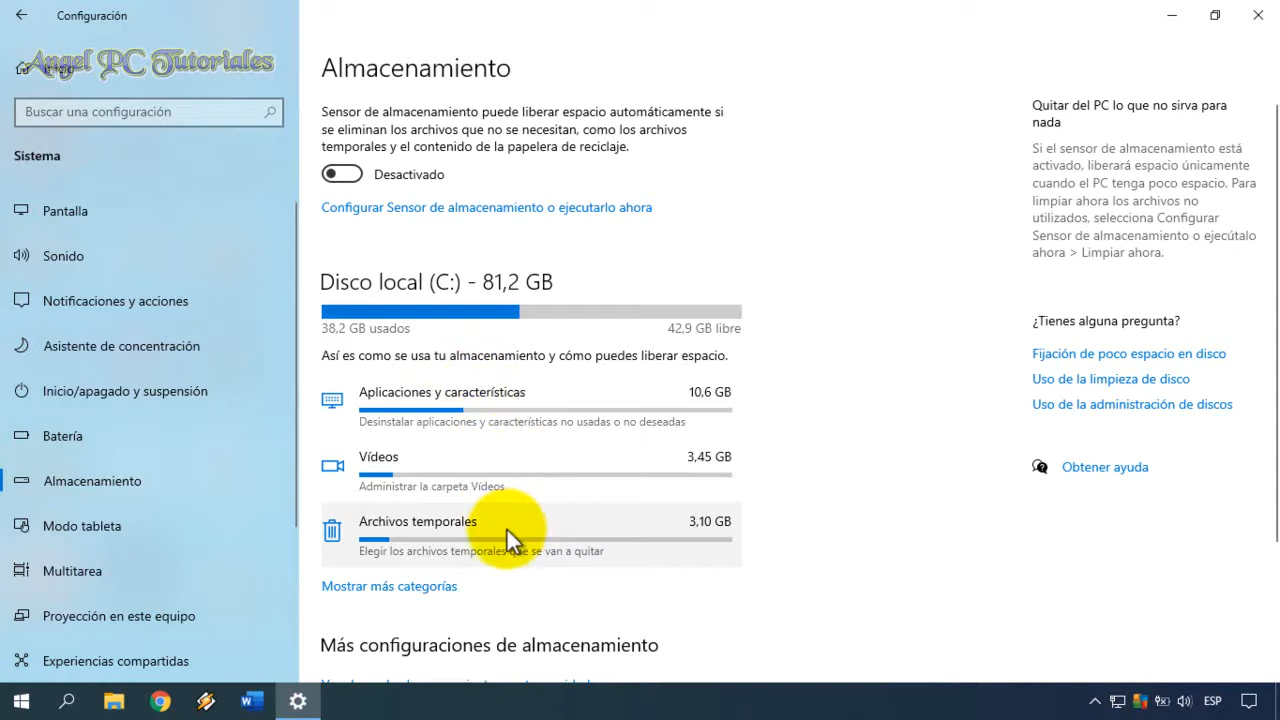 Configuración
Angel PC Tutoriales
Buscar una configuración
Sistema
Pantalla
Sonido
Notificaciones y acciones
Asistente de concentración
Inicio/apagado y suspensión
Batería
Almacenamiento
Modo tableta
Multitarea
Proyección en este equipo
Experiencias compartidas
Almacenamiento
Sensor de almacenamiento puede liberar espacio automáticamente si
se eliminan los archivos que no se necesitan, como los archivos
temporales y el contenido de la papelera de reciclaje.
Desactivado
Configurar Sensor de almacenamiento o ejecutarlo ahora
Disco local (C:) - 81,2 GB
38,2 GB usados 42,9 GB libre
Así es como se usa tu almacenamiento y cómo puedes liberar espacio.
Aplicaciones y características 10,6 GB
Desinstalar aplicaciones y características no usadas o no deseadas
Vídeos 3,45 GB
Administrar la carpeta Vídeos
Archivos temporales 3,10 GB
Elegir los archivos temporales que se van a quitar
Mostrar más categorías
Más configuraciones de almacenamiento
Quitar del PC lo que no sirva para
nada
Si el sensor de almacenamiento está
activado, liberará espacio únicamente
cuando el PC tenga poco espacio. Para
limpiar ahora los archivos no
utilizados, selecciona Configurar
Sensor de almacenamiento o ejecútalo
ahora > Limpiar ahora.
¿Tienes alguna pregunta?
Fijación de poco espacio en disco
Uso de la limpieza de disco
Uso de la administración de discos
Obtener ayuda
ESP